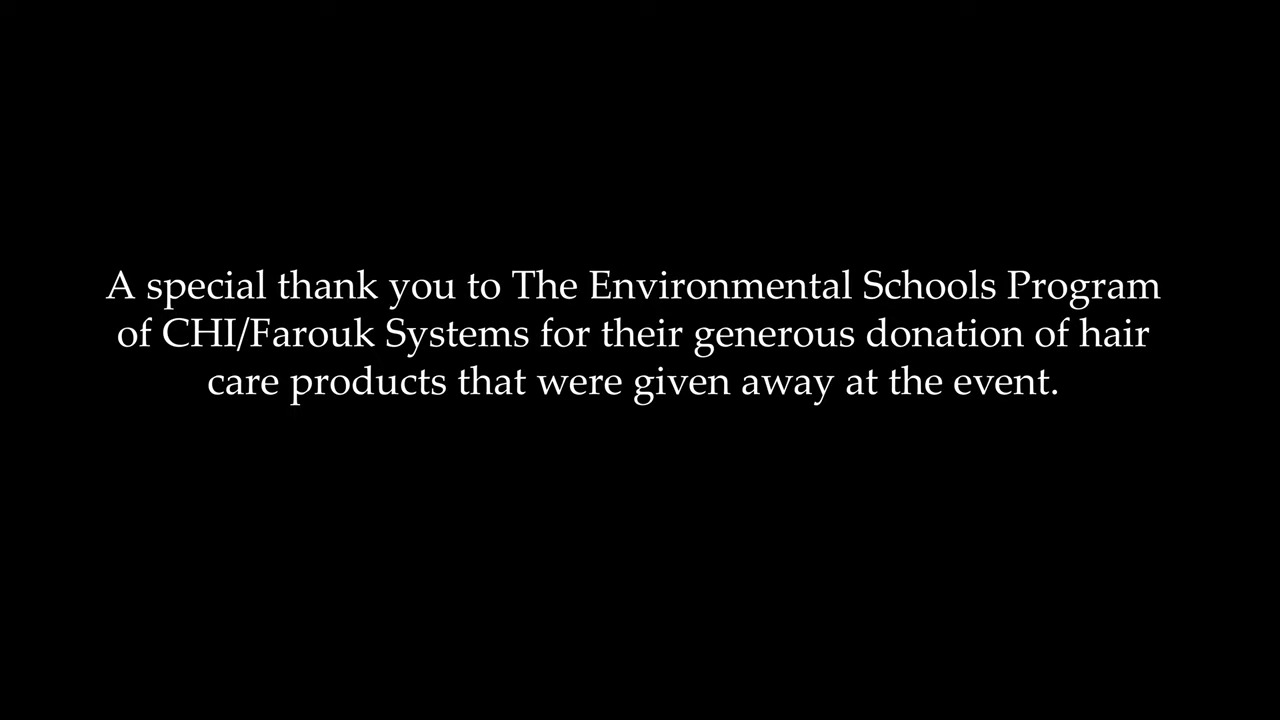 A special thank you to The Environmental Schools Program
of CHI/Farouk Systems for their generous donation of hair
care products that were given away at the event.